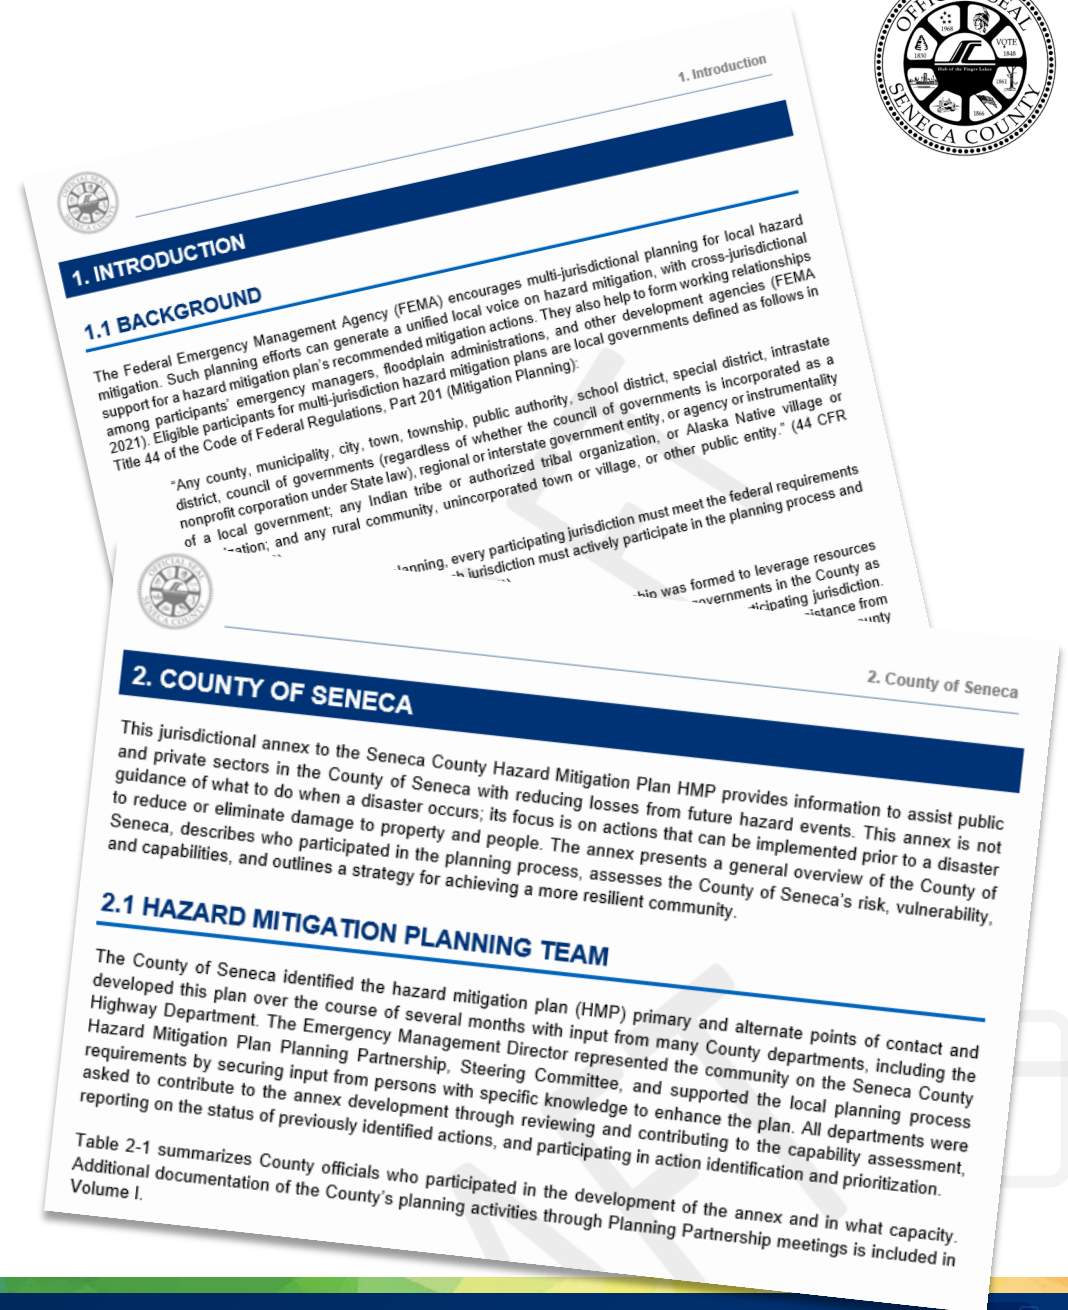 OFFICIAL SEAL
SENECA COUNTY
1968
VOTE
1830
1848
Hub of the Finger Lakes
1861
1866
1. Introduction
OFFICIAL SEAL
SENECA COUNTY
1. INTRODUCTION
1.1 BACKGROUND
The Federal Emergency Management Agency (FEMA) encourages multi-jurisdictional planning for local hazard
mitigation. Such planning efforts can generate a unified local voice on hazard mitigation, with cross-jurisdictional
support for a hazard mitigation plan's recommended mitigation actions. They also help to form working relationships
among participants' emergency managers, floodplain administrations, and other development agencies (FEMA
2021). Eligible participants for multi-jurisdiction hazard mitigation plans are local governments defined as follows in
Title 44 of the Code of Federal Regulations, Part 201 (Mitigation Planning):
“Any county, municipality, city, town, township, public authority, school district, special district, intrastate
district, council of governments (regardless of whether the council of governments is incorporated as a
nonprofit corporation under State law), regional or interstate government entity, or agency or instrumentality
of a local government; any Indian tribe or authorized tribal organization, or Alaska Native village or
and any rural community, unincorporated town or village, or other public entity.” (44 CFR
every participating jurisdiction must meet the federal requirements
jurisdiction must actively participate in the planning process and
was formed to leverage resources
in the County as
jurisdiction.
from
OFFICIAL SEAL
SENECA COUNTY
2. County of Seneca
2. COUNTY OF SENECA
This jurisdictional annex to the Seneca County Hazard Mitigation Plan HMP provides information to assist public
and private sectors in the County of Seneca with reducing losses from future hazard events. This annex is not
guidance of what to do when a disaster occurs; its focus is on actions that can be implemented prior to a disaster
to reduce or eliminate damage to property and people. The annex presents a general overview of the County of
Seneca, describes who participated in the planning process, assesses the County of Seneca's risk, vulnerability,
and capabilities, and outlines a strategy for achieving a more resilient community.
2.1 HAZARD MITIGATION PLANNING TEAM
The County of Seneca identified the hazard mitigation plan (HMP) primary and alternate points of contact and
developed this plan over the course of several months with input from many County departments, including the
Highway Department. The Emergency Management Director represented the community on the Seneca County
Hazard Mitigation Plan Planning Partnership, Steering Committee, and supported the local planning process
requirements by securing input from persons with specific knowledge to enhance the plan. All departments were
asked to contribute to the annex development through reviewing and contributing to the capability assessment,
reporting on the status of previously identified actions, and participating in action identification and prioritization.
Table 2-1 summarizes County officials who participated in the development of the annex and in what capacity.
Additional documentation of the County's planning activities through Planning Partnership meetings is included in
Volume I.